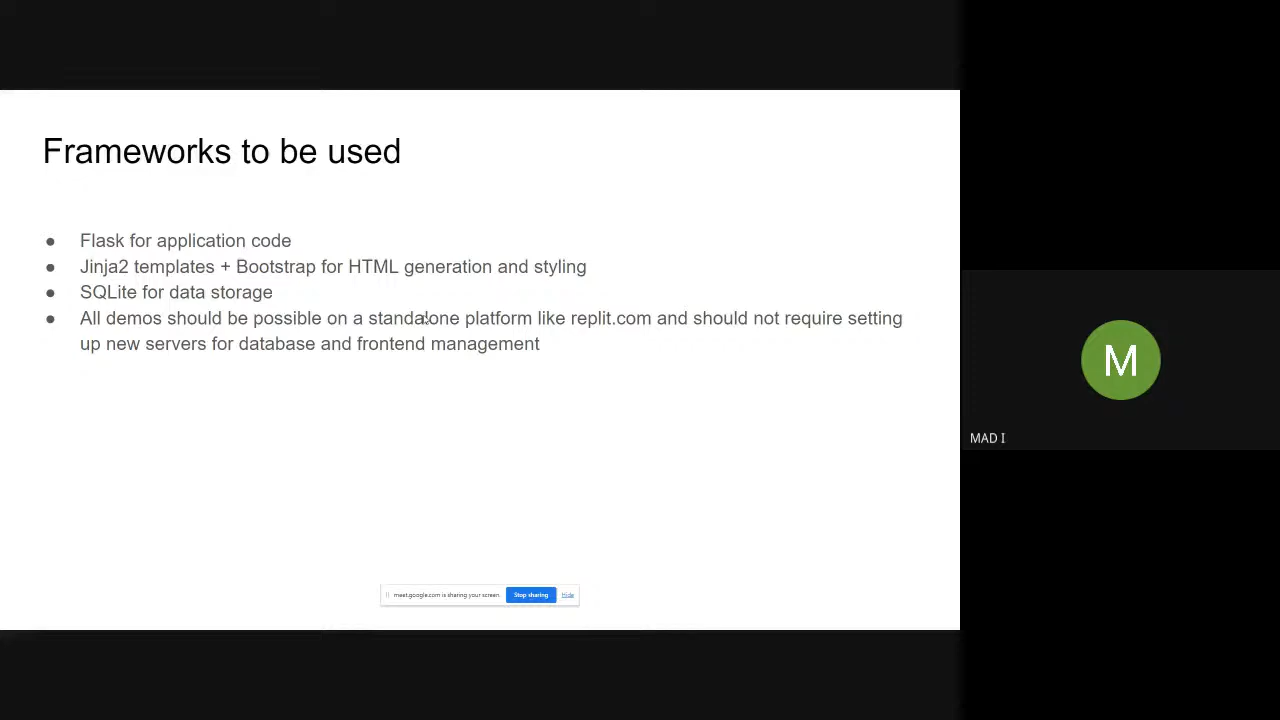 Frameworks to be used
● Flask for application code
● Jinja2 templates + Bootstrap for HTML generation and styling
● SQLite for data storage
● All demos should be possible on a standalone platform like replit.com and should not require setting
up new servers for database and frontend management
M
MAD I
meet.google.com is sharing your screen. Stop sharing Hide